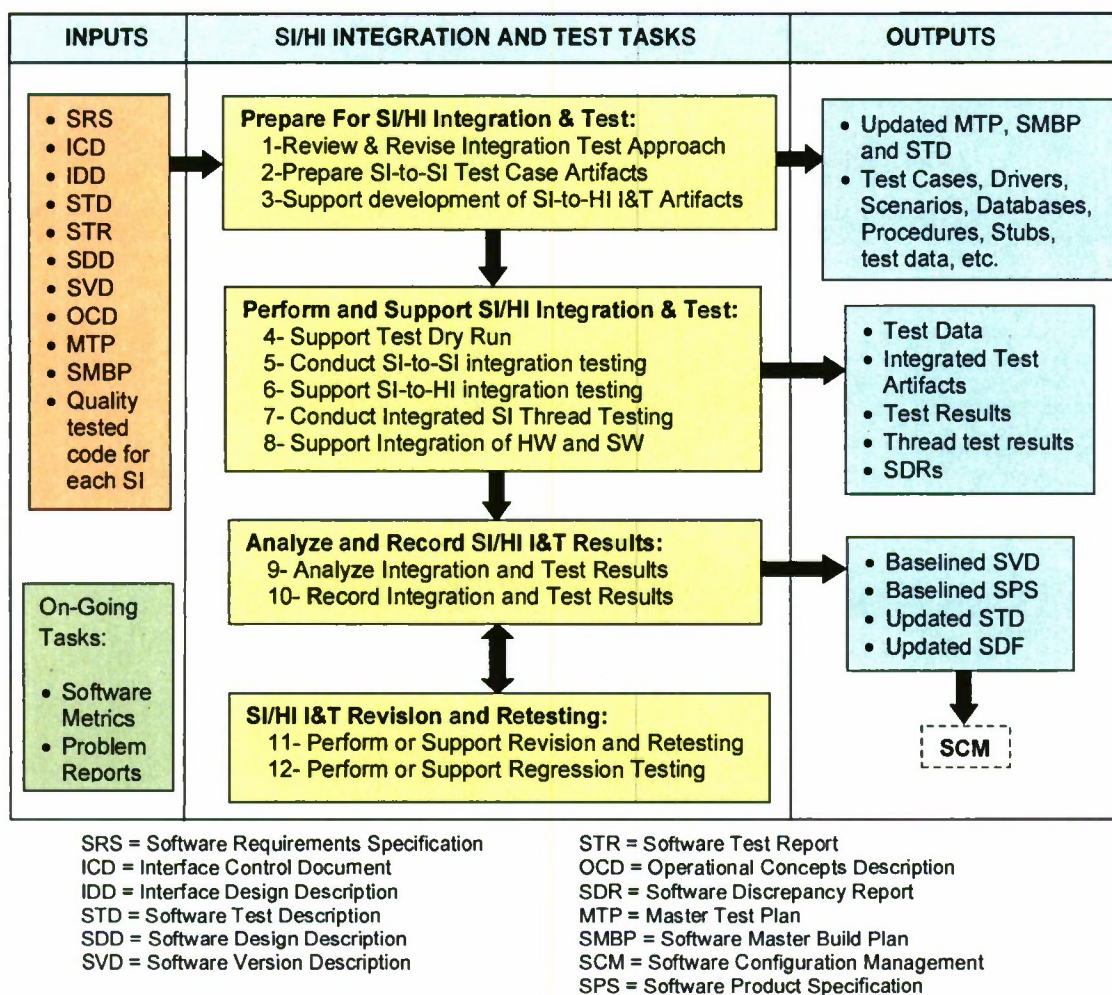 INPUTS
SI/HI INTEGRATION AND TEST TASKS
OUTPUTS
• SRS
• ICD
• IDD
• STD
• STR
• SDD
• SVD
• OCD
• MTP
• SMBP
• Quality
tested
code for
each SI
On-Going
Tasks:
• Software
Metrics
• Problem
Reports
Prepare For SI/HI Integration & Test:
1-Review & Revise Integration Test Approach
2-Prepare SI-to-SI Test Case Artifacts
3-Support development of SI-to-HI I&T Artifacts
Perform and Support SI/HI Integration & Test:
4- Support Test Dry Run
5- Conduct SI-to-SI integration testing
6- Support SI-to-HI integration testing
7- Conduct Integrated SI Thread Testing
8- Support Integration of HW and SW
Analyze and Record SI/HI I&T Results:
9- Analyze Integration and Test Results
10- Record Integration and Test Results
SI/HI I&T Revision and Retesting:
11- Perform or Support Revision and Retesting
12- Perform or Support Regression Testing
• Updated MTP, SMBP
and STD
• Test Cases, Drivers,
Scenarios, Databases,
Procedures, Stubs,
test data, etc.
• Test Data
• Integrated Test
Artifacts
• Test Results
• Thread test results
• SDRs
• Baselined SVD
• Baselined SPS
• Updated STD
• Updated SDF
SCM
SRS = Software Requirements Specification
ICD = Interface Control Document
IDD = Interface Design Description
STD = Software Test Description
SDD = Software Design Description
SVD = Software Version Description
STR = Software Test Report
OCD = Operational Concepts Description
SDR = Software Discrepancy Report
MTP = Master Test Plan
SMBP = Software Master Build Plan
SCM = Software Configuration Management
SPS = Software Product Specification